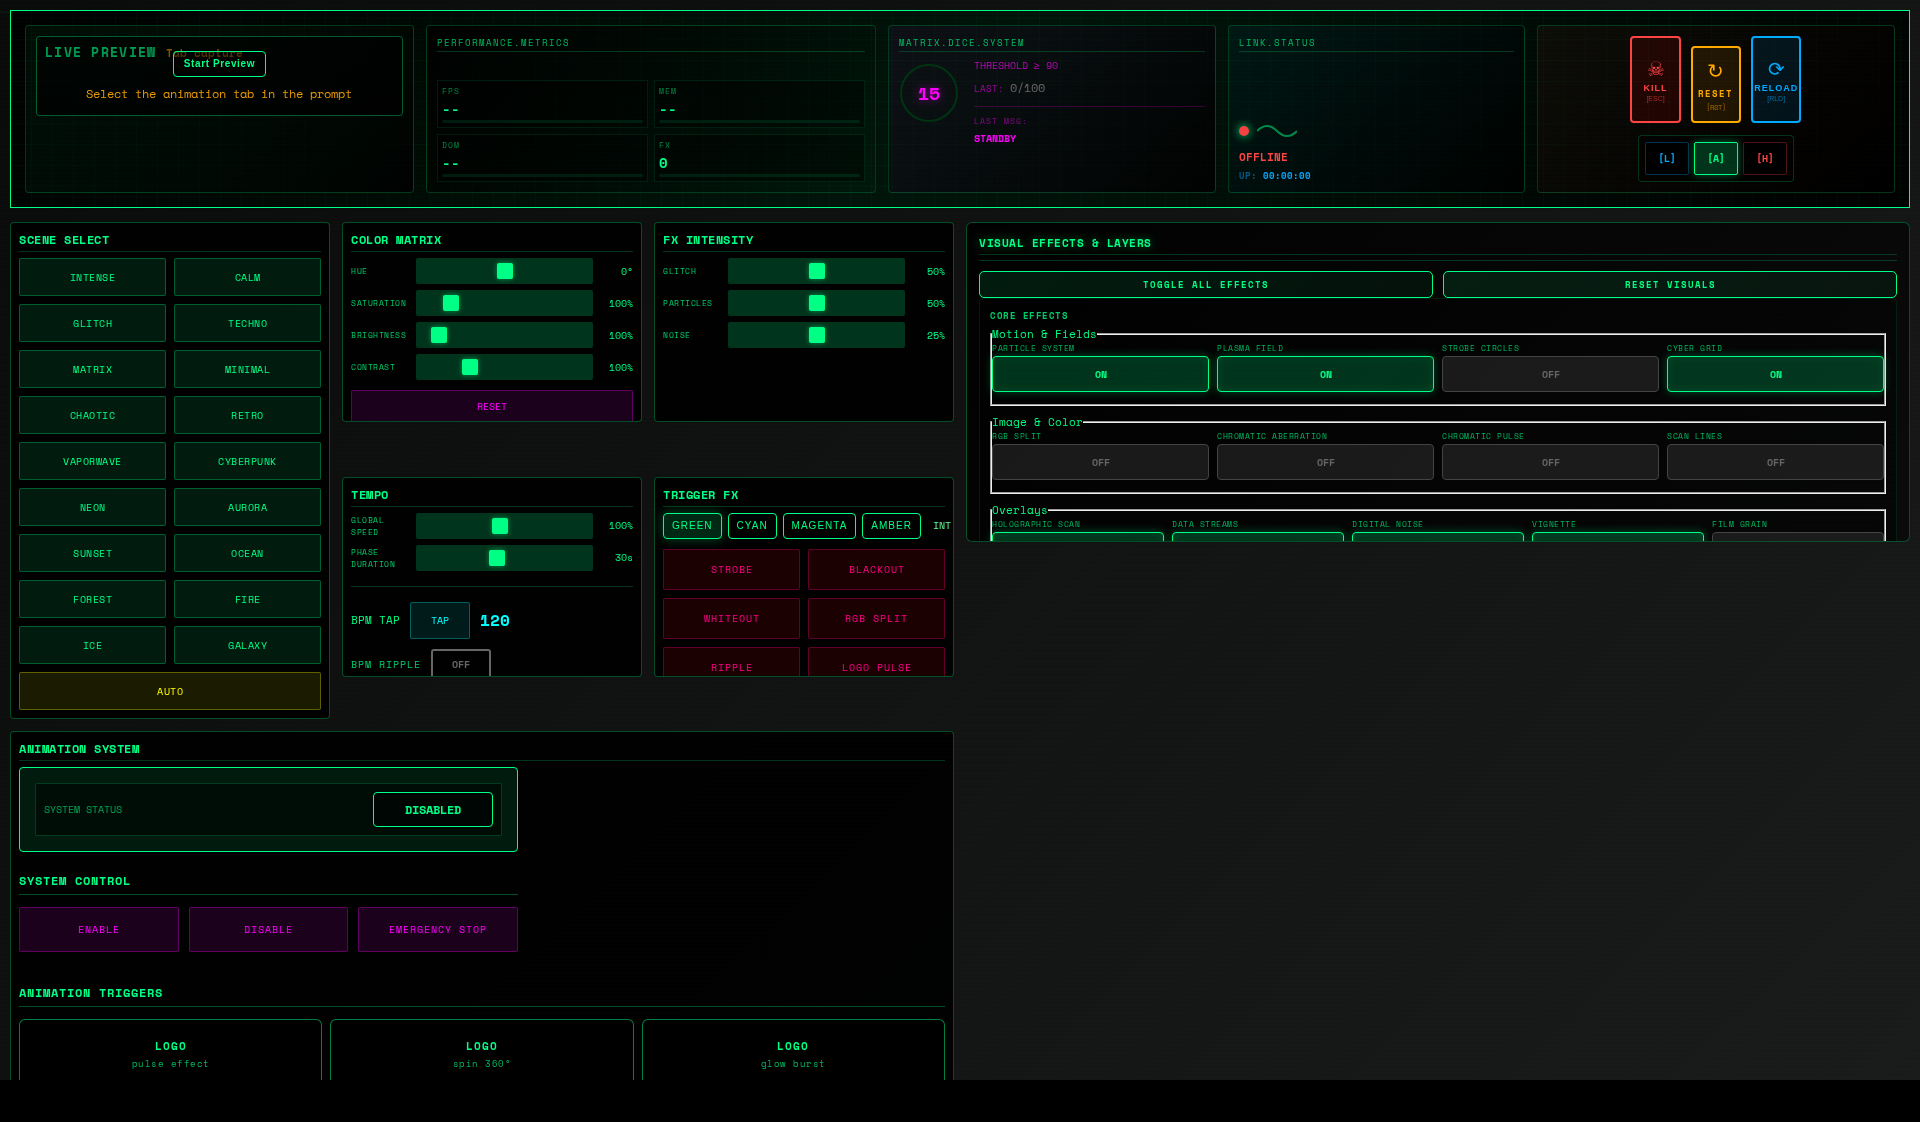 LIVE PREVIEW Tab capture
Start Preview
Select the animation tab in the prompt
PERFORMANCE.METRICS
FPS
--
MEM
--
DOM
--
FX
0
MATRIX.DICE.SYSTEM
15
THRESHOLD ≥ 90
LAST: 0/100
LAST MSG:
STANDBY
LINK.STATUS
OFFLINE
UP: 00:00:00
KILL
[ESC]
RESET
[RST]
RELOAD
[RLD]
[L] [A] [H]
SCENE SELECT
INTENSE CALM
GLITCH TECHNO
MATRIX MINIMAL
CHAOTIC RETRO
VAPORWAVE CYBERPUNK
NEON AURORA
SUNSET OCEAN
FOREST FIRE
ICE GALAXY
AUTO
COLOR MATRIX
HUE 0°
SATURATION 100%
BRIGHTNESS 100%
CONTRAST 100%
RESET
FX INTENSITY
GLITCH 50%
PARTICLES 50%
NOISE 25%
TEMPO
GLOBAL SPEED 100%
PHASE DURATION 30s
BPM TAP TAP 120
BPM RIPPLE OFF
TRIGGER FX
GREEN CYAN MAGENTA AMBER INT
STROBE BLACKOUT
WHITEOUT RGB SPLIT
RIPPLE LOGO PULSE
VISUAL EFFECTS & LAYERS
TOGGLE ALL EFFECTS RESET VISUALS
CORE EFFECTS
Motion & Fields
PARTICLE SYSTEM PLASMA FIELD STROBE CIRCLES CYBER GRID
ON ON OFF ON
Image & Color
RGB SPLIT CHROMATIC ABERRATION CHROMATIC PULSE SCAN LINES
OFF OFF OFF OFF
Overlays
HOLOGRAPHIC SCAN DATA STREAMS DIGITAL NOISE VIGNETTE FILM GRAIN
ANIMATION SYSTEM
SYSTEM STATUS DISABLED
SYSTEM CONTROL
ENABLE DISABLE EMERGENCY STOP
ANIMATION TRIGGERS
LOGO LOGO LOGO
pulse effect spin 360° glow burst